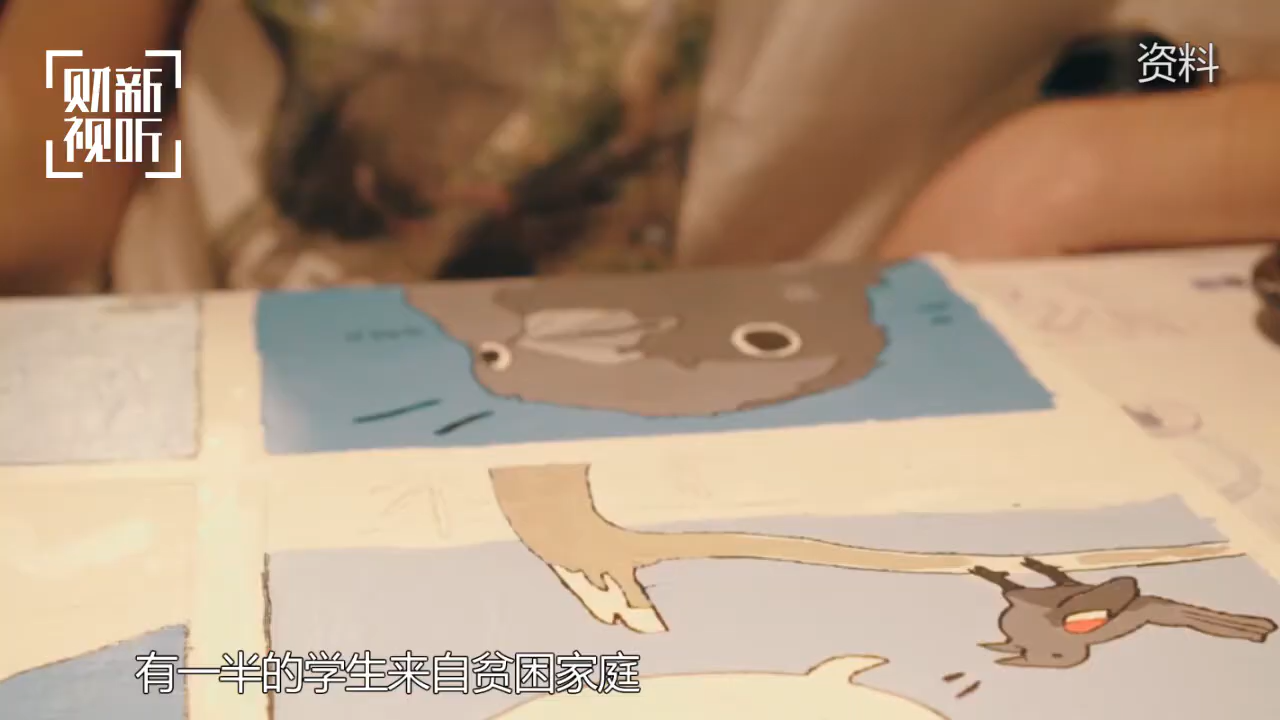 财新
视听
资料
有一半的学生来自贫困家庭